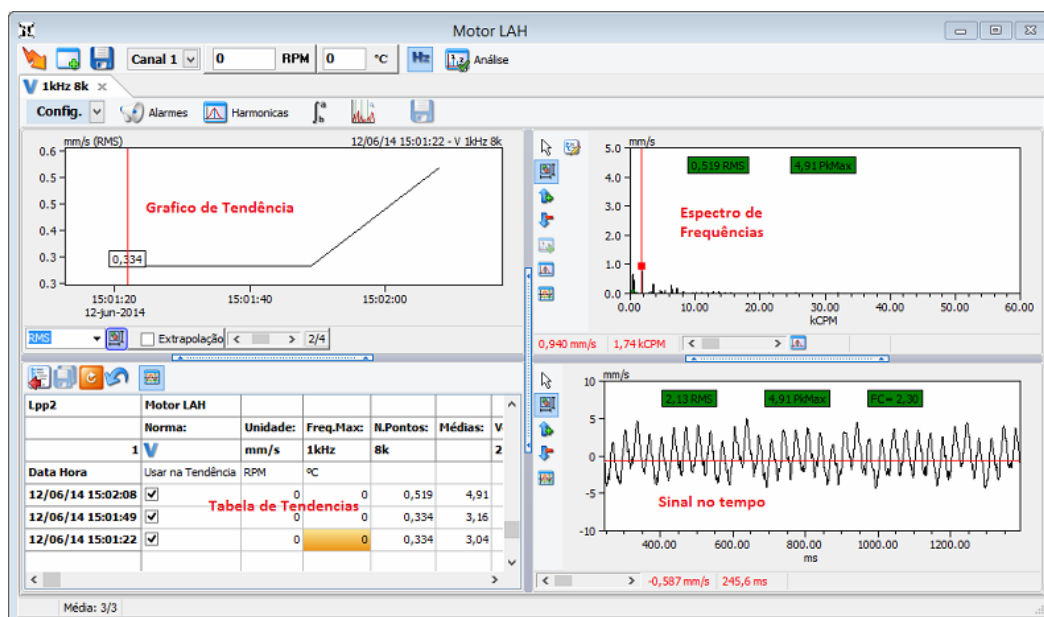 Motor LAH
Canal 1 0 RPM 0 °C Hz Análise
V 1kHz 8k
Config. Alarmes Harmonicas
mm/s (RMS) 12/06/14 15:01:22 - V 1kHz 8k
0.6
0.5
0.5
0.4
0.3
0.3
Grafico de Tendência
0,334
15:01:20 15:01:40 15:02:00
12-jun-2014
RMS Extrapolação 2/4
mm/s
5.0
4.0
3.0
2.0
1.0
0.0
0,519 RMS 4,91 PkMax
Espectro de
Frequências
0.00 10.00 20.00 30.00 40.00 50.00 60.00
kCPM
0,940 mm/s 1,74 kCPM
Lpp2 Motor LAH
Norma: Unidade: Freq.Max: N.Pontos: Médias: V
1 V mm/s 1kHz 8k 2
Data Hora Usar na Tendência RPM ºC
12/06/14 15:02:08 0 0 0,519 4,91
12/06/14 15:01:49 0 0 0,334 3,16
12/06/14 15:01:22 0 0 0,334 3,04
Tabela de Tendencias
mm/s
10
5
0
-5
-10
2,13 RMS 4,91 PkMax FC= 2,30
Sinal no tempo
400.00 600.00 800.00 1000.00 1200.00
ms
-0,587 mm/s 245,6 ms
Média: 3/3